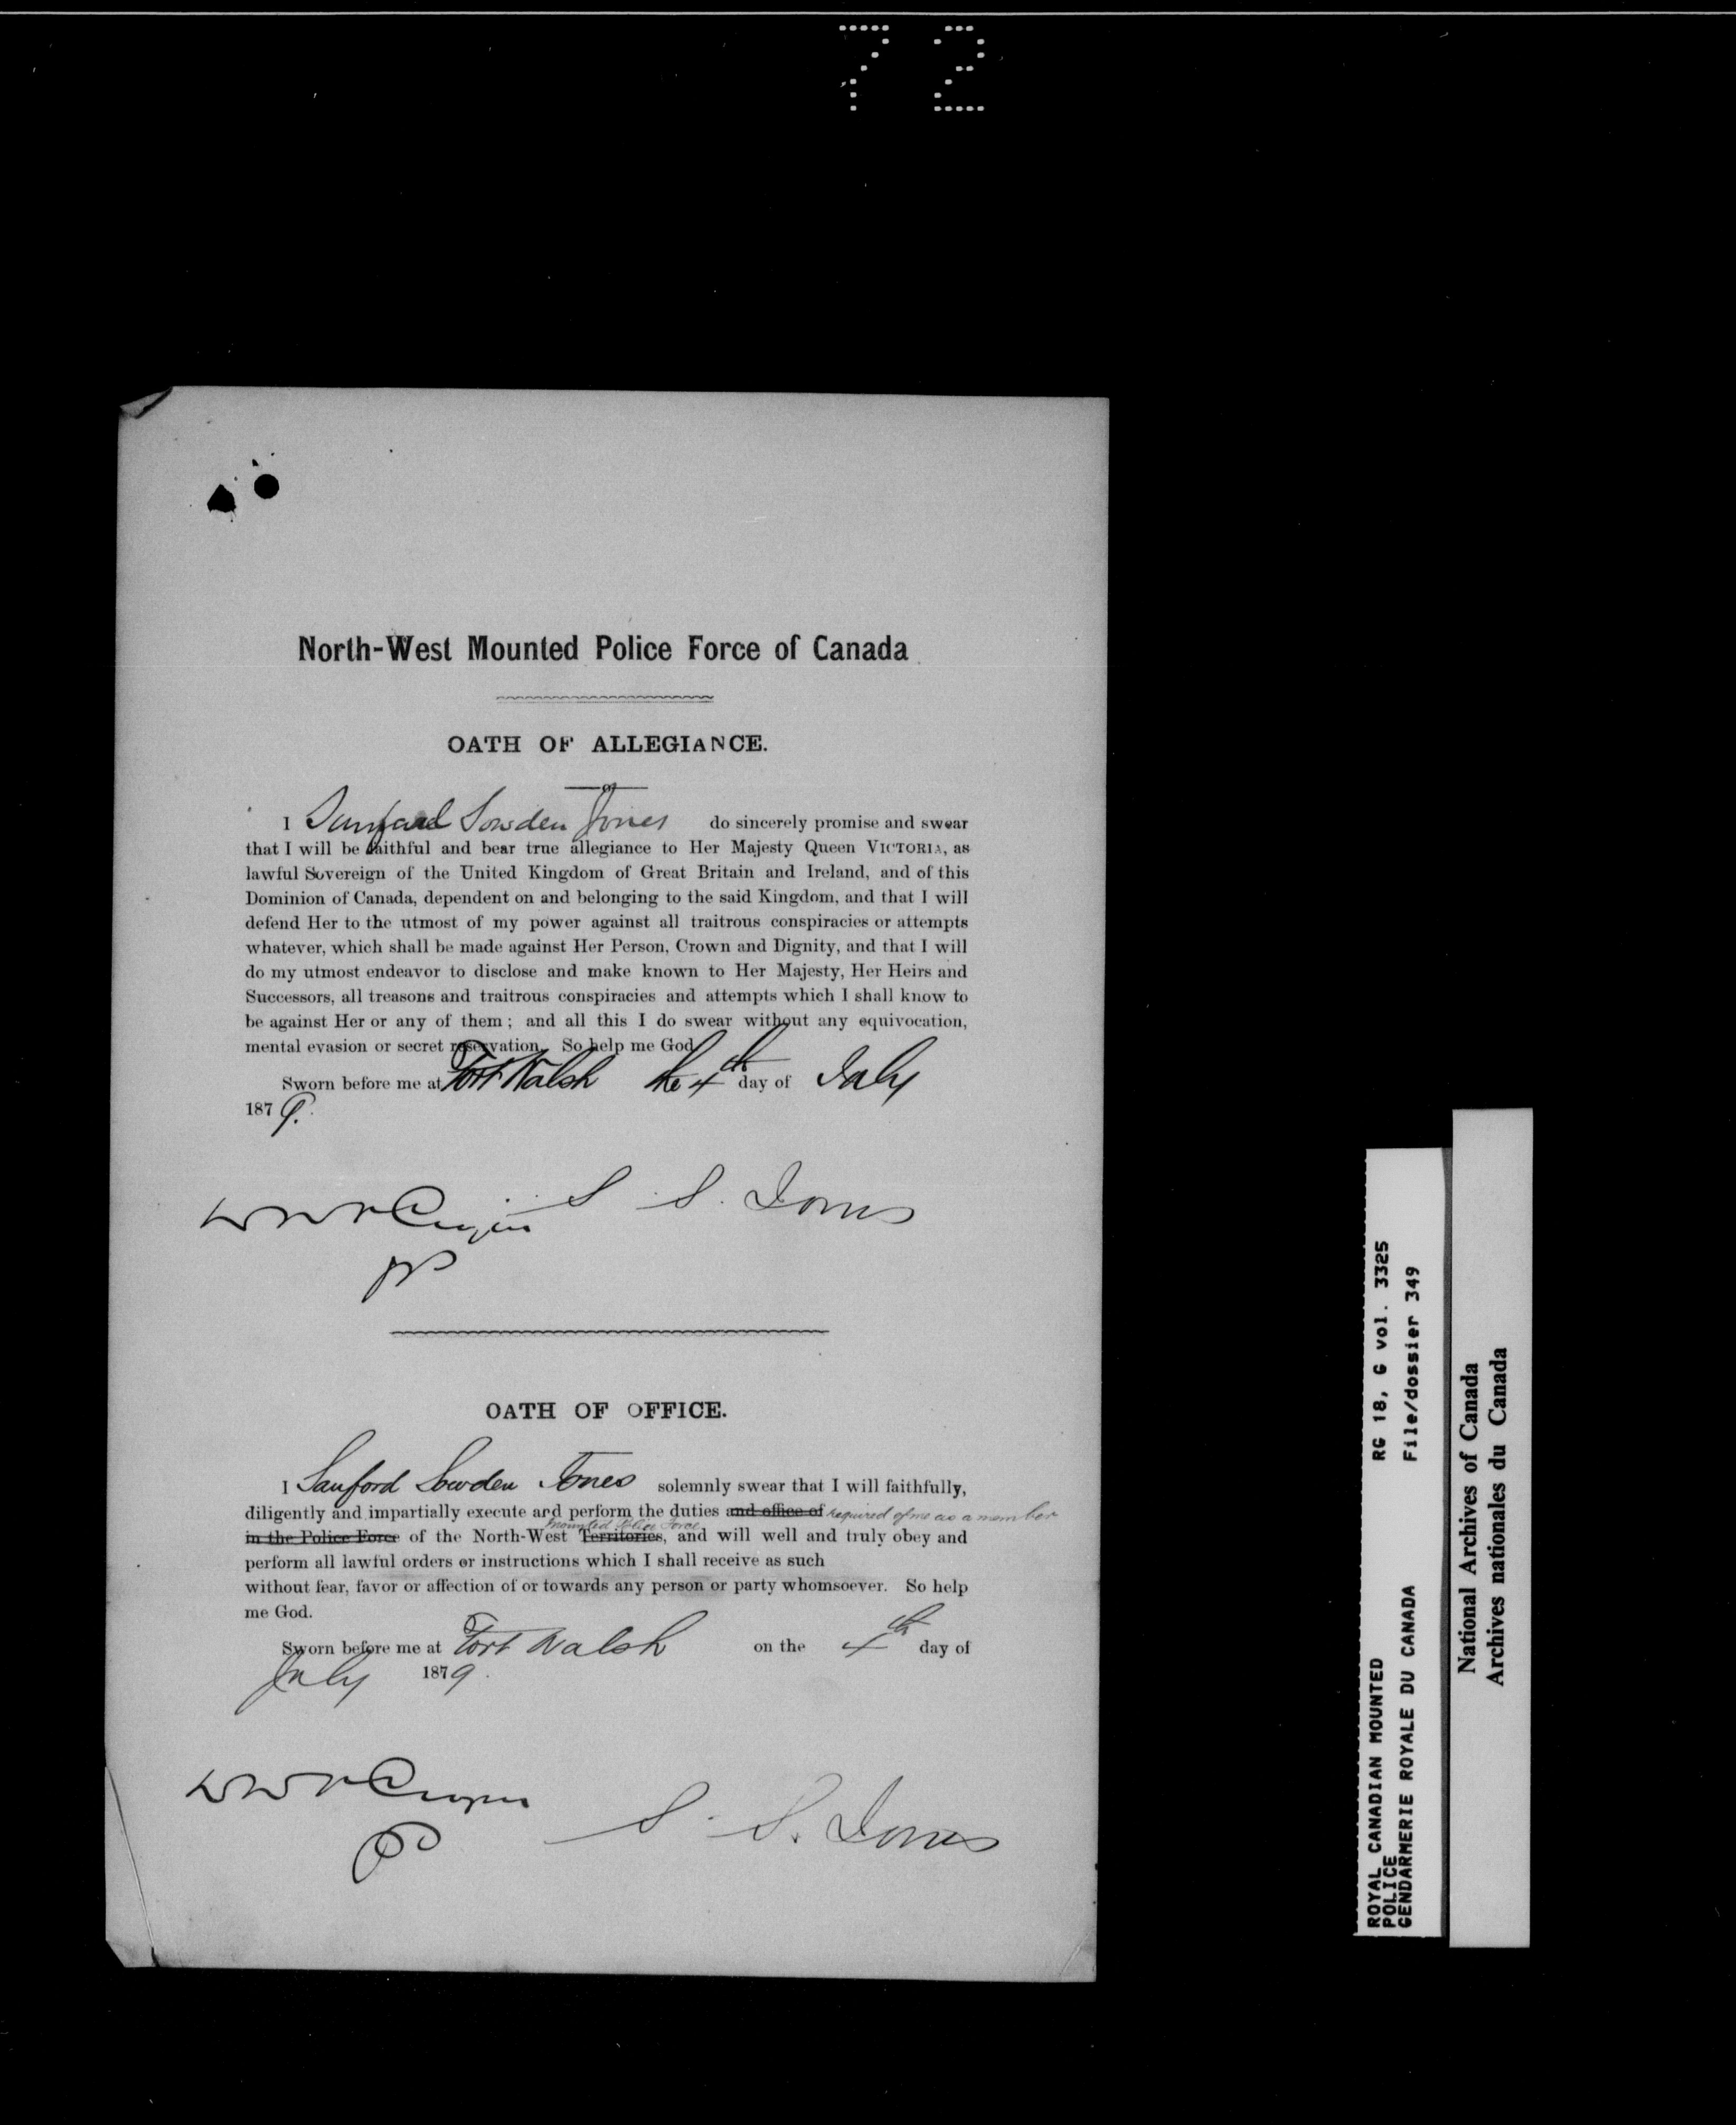 72
North-West Mounted Police Force of Canada
OATH OF ALLEGIANCE.
I Sanford Sowden Jones do sincerely promise and swear
that I will be faithful and bear true allegiance to Her Majesty Queen VICTORIA, as
lawful Sovereign of the United Kingdom of Great Britain and Ireland, and of this
Dominion of Canada, dependent on and belonging to the said Kingdom, and that I will
defend Her to the utmost of my power against all traitrous conspiracies or attempts
whatever, which shall be made against Her Person, Crown and Dignity, and that I will
do my utmost endeavor to disclose and make known to Her Majesty, Her Heirs and
Successors, all treasons and traitrous conspiracies and attempts which I shall know to
be against Her or any of them; and all this I do swear without any equivocation,
mental evasion or secret reservation. So help me God.
Sworn before me at Fort Walsh the 4th day of July
1879.
S. S. Jones
JP
OATH OF OFFICE.
I Sanford Sowden Jones solemnly swear that I will faithfully,
diligently and impartially execute and perform the duties and office of required of me as a member
mounted Police Force
in the Police Force of the North-West Territories, and will well and truly obey and
perform all lawful orders or instructions which I shall receive as such
without fear, favor or affection of or towards any person or party whomsoever. So help
me God.
Sworn before me at Fort Walsh on the 4th day of
July 1879.
S. S. Jones
ROYAL CANADIAN MOUNTED RG 18, G vol. 3325
POLICE
GENDARMERIE ROYALE DU CANADA File/dossier 349
National Archives of Canada
Archives nationales du Canada